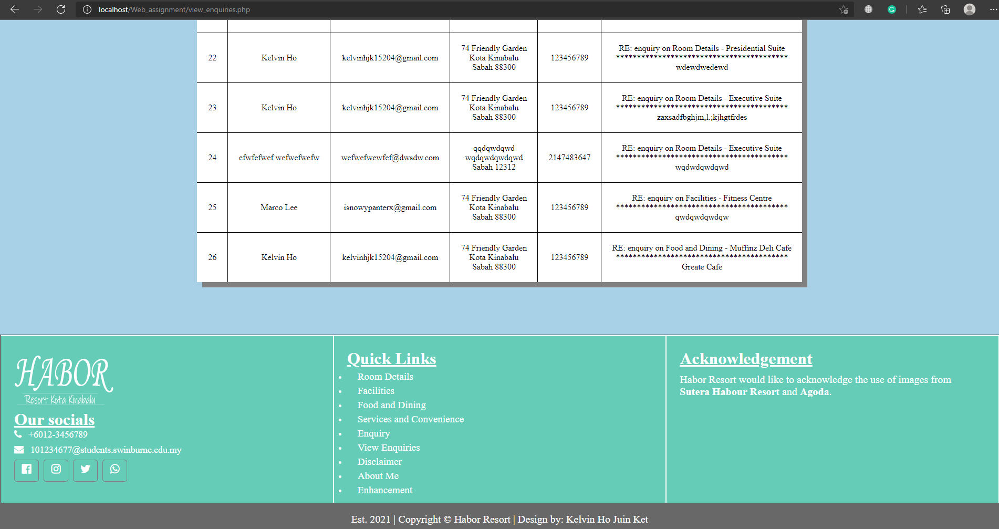 localhost/Web_assignment/view_enquiries.php
22
Kelvin Ho
kelvinhjk15204@gmail.com
74 Friendly Garden
Kota Kinabalu
Sabah 88300
123456789
RE: enquiry on Room Details - Presidential Suite
*****************************************
wdewdwedewd
23
Kelvin Ho
kelvinhjk15204@gmail.com
74 Friendly Garden
Kota Kinabalu
Sabah 88300
123456789
RE: enquiry on Room Details - Executive Suite
*****************************************
zaxsadfbghjm,l.;kjhgtfrdes
24
efwfefwef wefwefwefw
wefwefwewfef@dwsdw.com
qqdqwdqwd
wqdqwdqwdqwd
Sabah 12312
2147483647
RE: enquiry on Room Details - Executive Suite
*****************************************
wqdwdqwdqwd
25
Marco Lee
isnowypanterx@gmail.com
74 Friendly Garden
Kota Kinabalu
Sabah 88300
123456789
RE: enquiry on Facilities - Fitness Centre
*****************************************
qwdqwdqwdqw
26
Kelvin Ho
kelvinhjk15204@gmail.com
74 Friendly Garden
Kota Kinabalu
Sabah 88300
123456789
RE: enquiry on Food and Dining - Muffinz Deli Cafe
*****************************************
Greate Cafe
HABOR
Resort Kota Kinabalu
Our socials
+6012-3456789
101234677@students.swinburne.edu.my
Quick Links
• Room Details
• Facilities
• Food and Dining
• Services and Convenience
• Enquiry
• View Enquiries
• Disclaimer
• About Me
• Enhancement
Acknowledgement
Habor Resort would like to acknowledge the use of images from
Sutera Habour Resort and Agoda.
Est. 2021 | Copyright © Habor Resort | Design by: Kelvin Ho Juin Ket